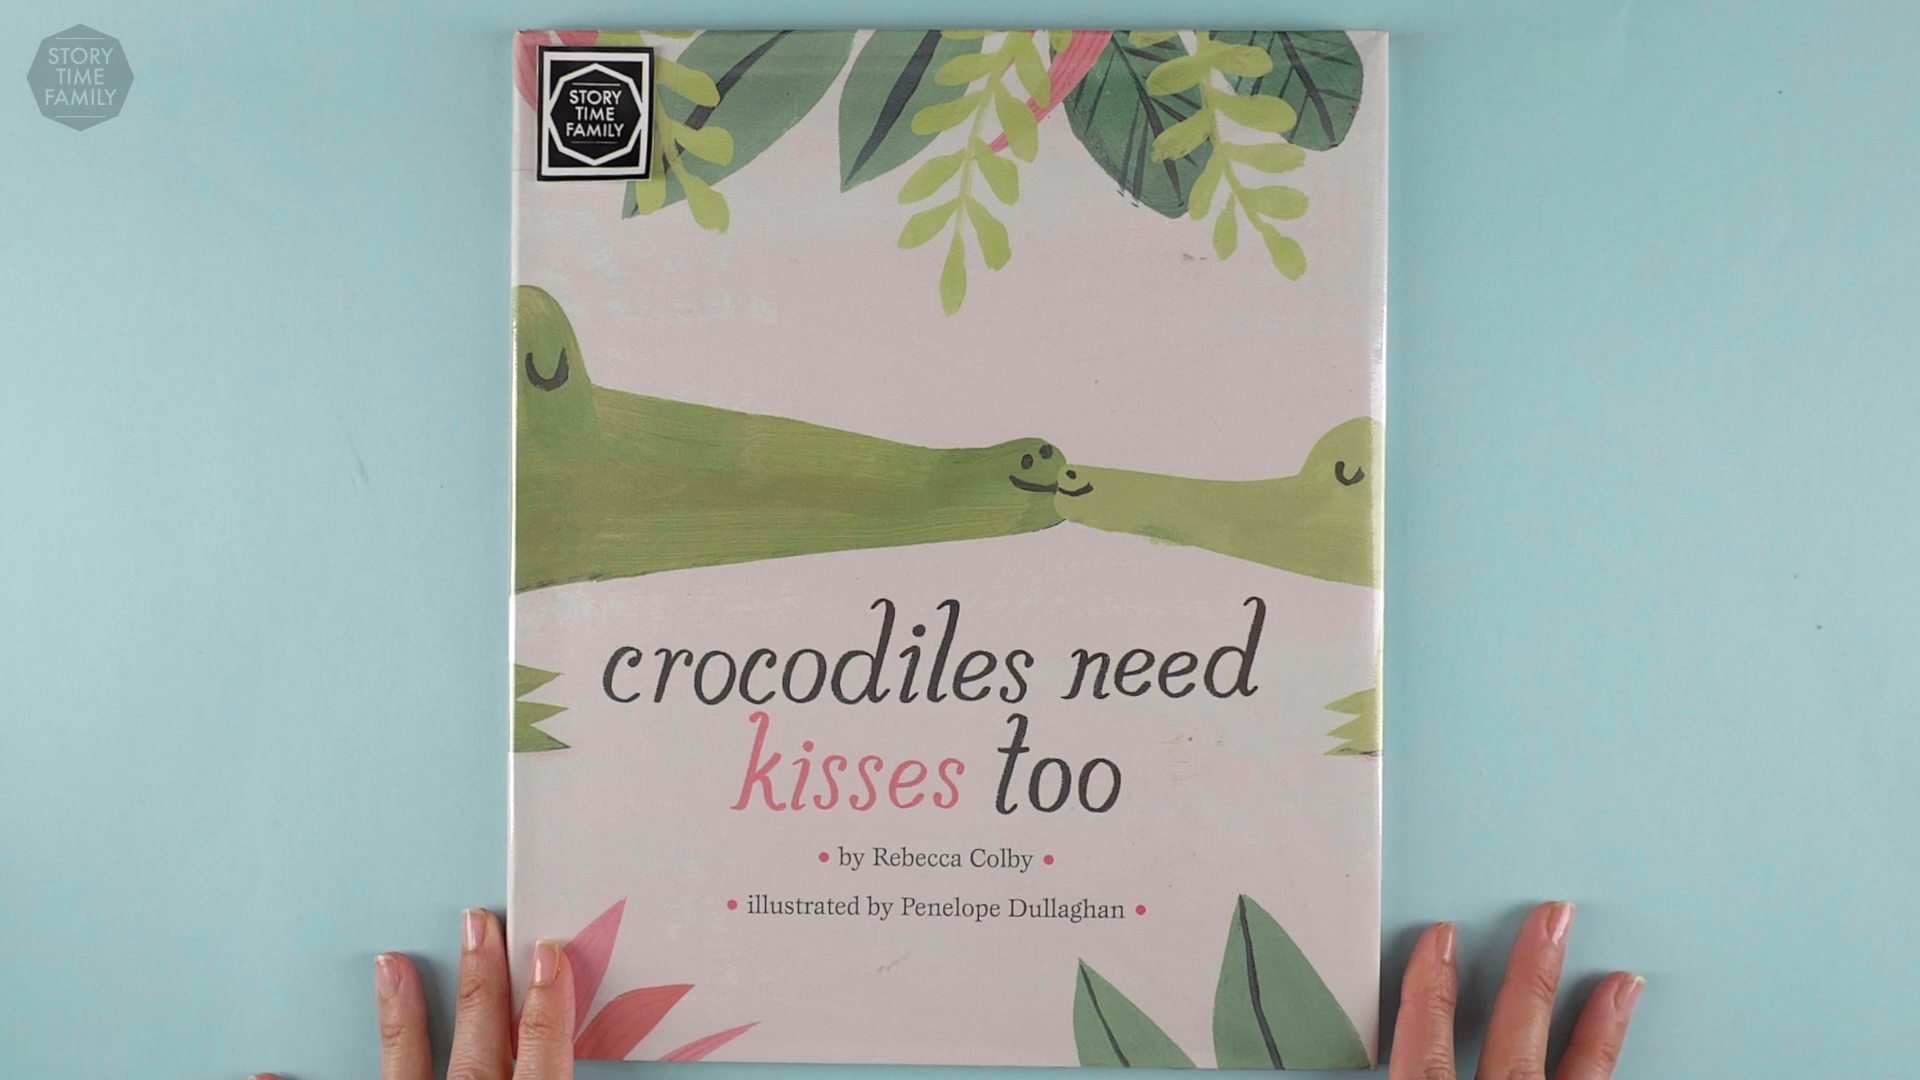 STORY
TIME
FAMILY
STORY
TIME
FAMILY
crocodiles need
kisses too
• by Rebecca Colby •
• illustrated by Penelope Dullaghan •